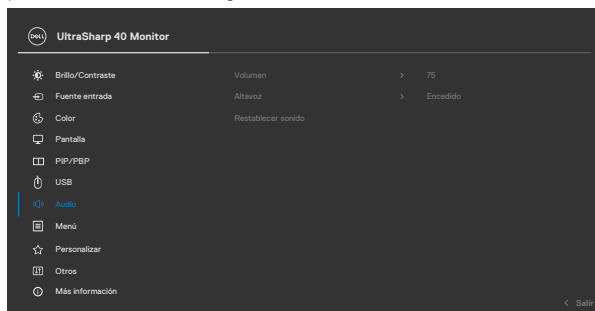 DELL
UltraSharp 40 Monitor
Brillo/Contraste Volumen > 75
Fuente entrada Altavoz > Encedido
Color Restablecer sonido
Pantalla
PIP/PBP
USB
Audio
Menú
Personalizar
Otros
Más información
< Salir